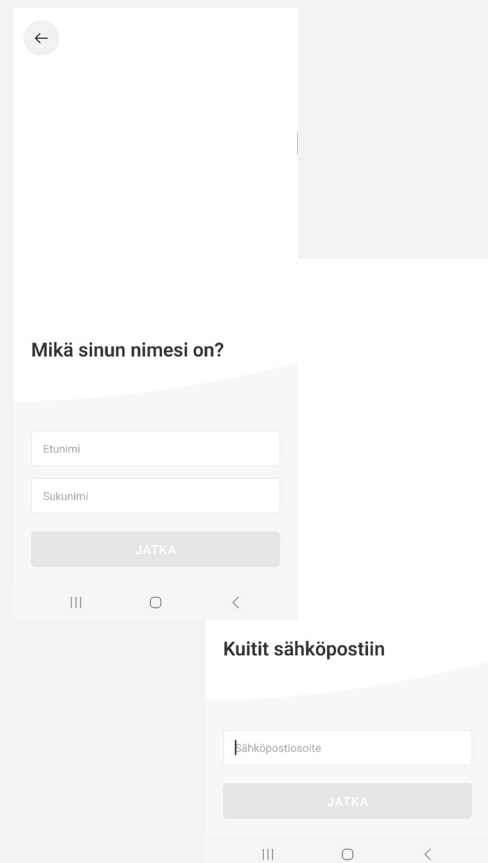 Mikä sinun nimesi on?
Etunimi
Sukunimi
JATKA
Kuitit sähköpostiin
Sähköpostiosoite
JATKA